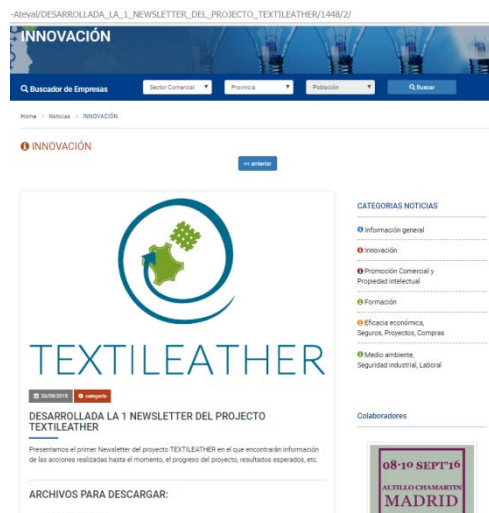 -Ateval/DESARROLLADA_LA_1_NEWSLETTER_DEL_PROJECTO_TEXTILEATHER/1448/2/
INNOVACIÓN
Buscador de Empresas
Sector Comercial
Provincia
Población
Buscar
Home > Noticias > INNOVACIÓN
INNOVACIÓN
<< anterior
TEXTILEATHER
categoría
DESARROLLADA LA 1 NEWSLETTER DEL PROJECTO
TEXTILEATHER
Presentamos el primer Newsletter del proyecto TEXTILEATHER en el que encontrarán información
de las acciones realizadas hasta el momento, el progreso del proyecto, resultados esperados, etc.
ARCHIVOS PARA DESCARGAR:
CATEGORIAS NOTICIAS
Información general
Innovación
Promoción Comercial y
Propiedad intelectual
Formación
Eficacia económica,
Seguros, Proyectos, Compras
Medio ambiente,
Seguridad industrial, Laboral
Colaboradores
08-10 SEPT'16
ALTILLO CHAMARTIN
MADRID